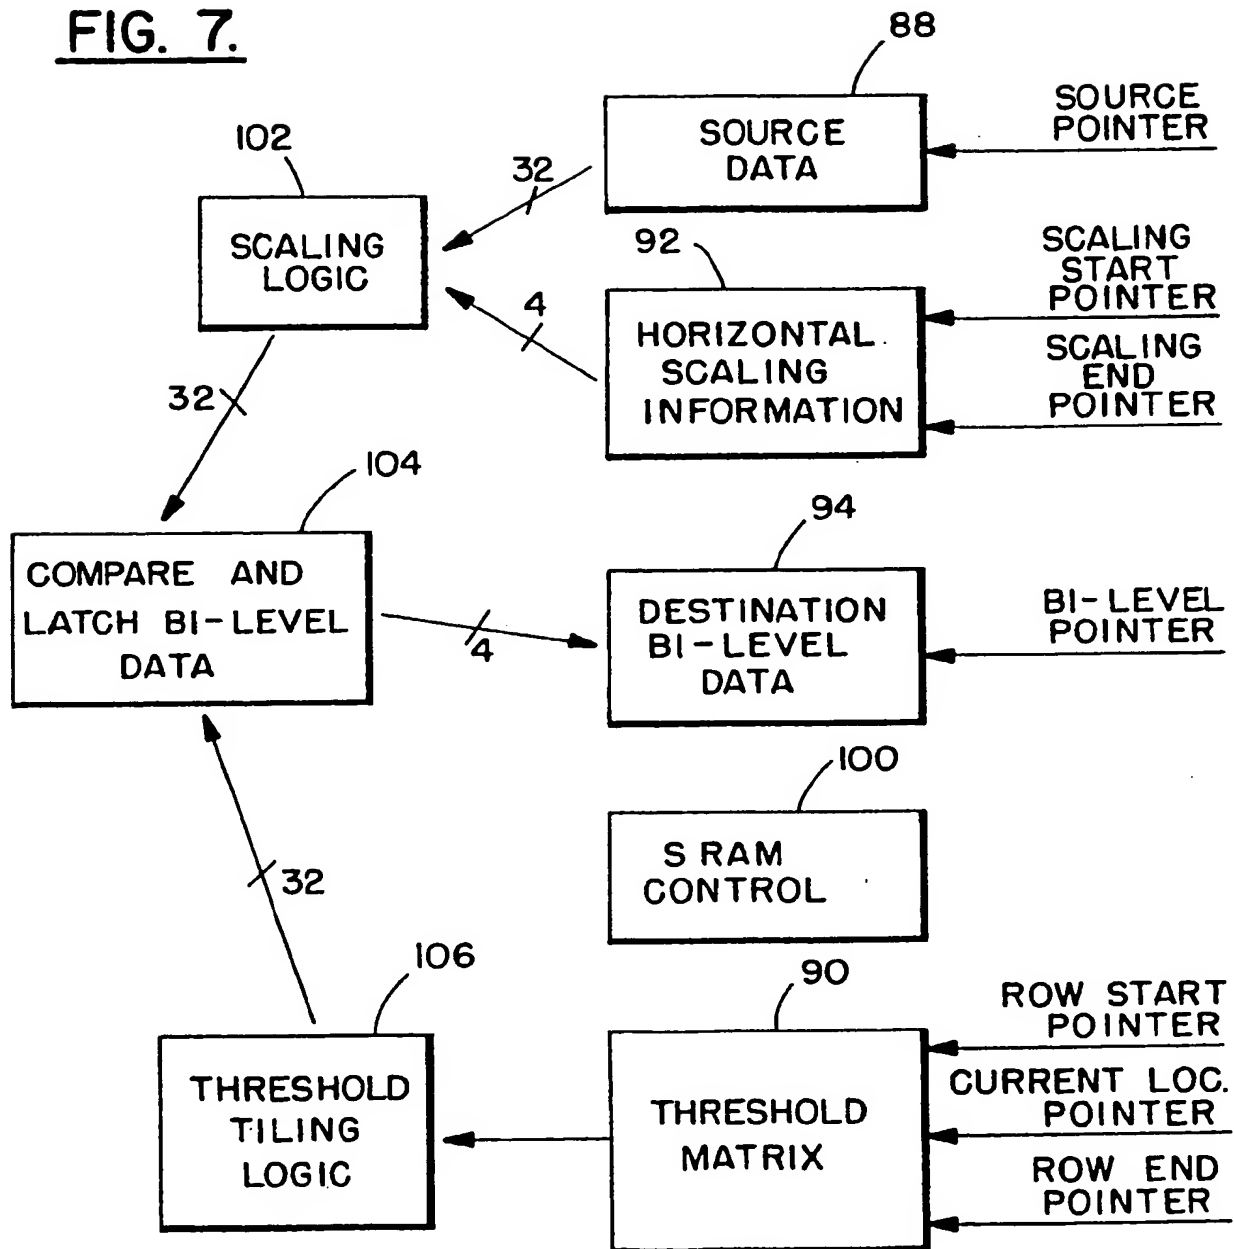 FIG. 7.
88
SOURCE
DATA
SOURCE
POINTER
102
SCALING
LOGIC
32
92
HORIZONTAL
SCALING
INFORMATION
4
SCALING
START
POINTER
SCALING
END
POINTER
32
104
COMPARE AND
LATCH BI-LEVEL
DATA
4
94
DESTINATION
BI-LEVEL
DATA
BI-LEVEL
POINTER
100
S RAM
CONTROL
32
106
THRESHOLD
TILING
LOGIC
90
THRESHOLD
MATRIX
ROW START
POINTER
CURRENT LOC.
POINTER
ROW END
POINTER